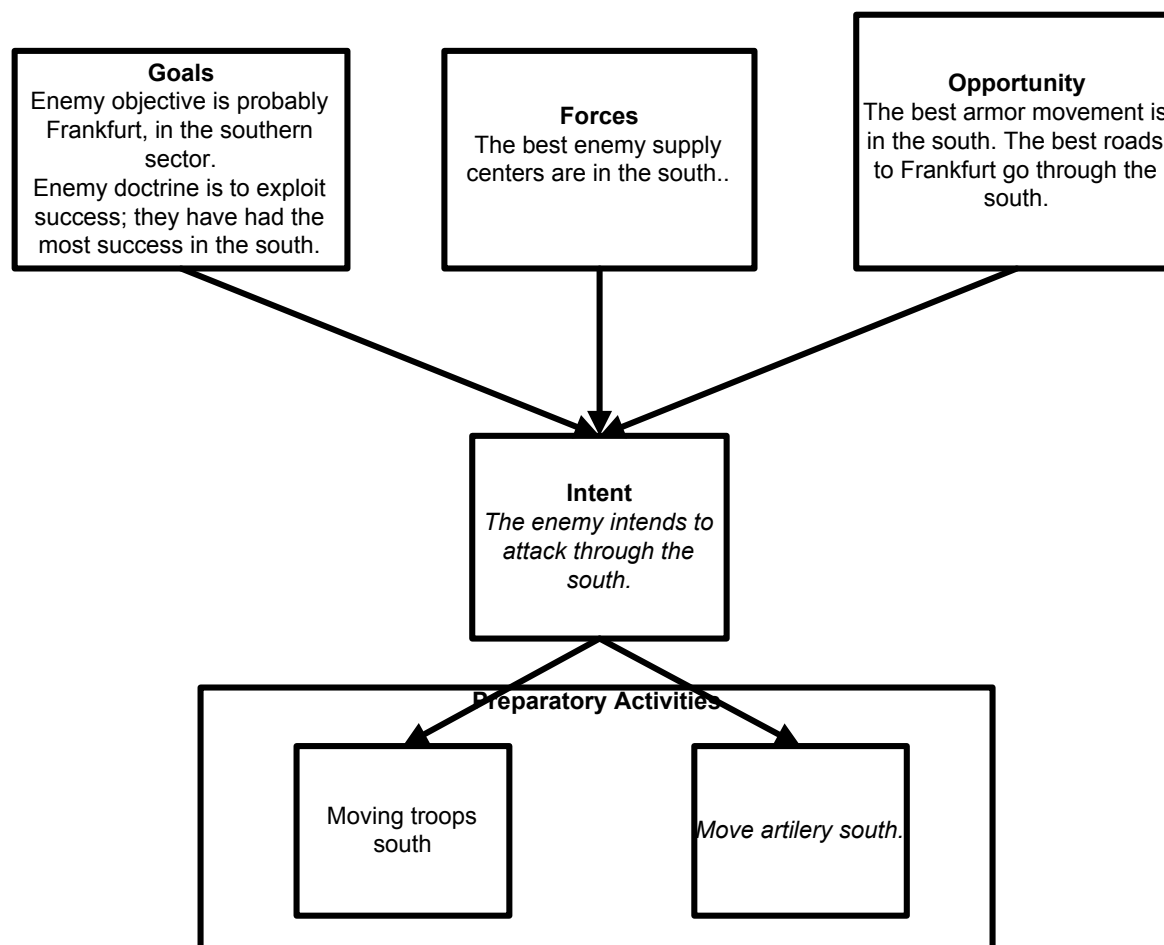 Goals
Enemy objective is probably
Frankfurt, in the southern
sector.
Enemy doctrine is to exploit
success; they have had the
most success in the south.
Forces
The best enemy supply
centers are in the south..
Opportunity
The best armor movement is
in the south. The best roads
to Frankfurt go through the
south.
Intent
The enemy intends to
attack through the
south.
Preparatory Activities
Moving troops
south
Move artilery south.